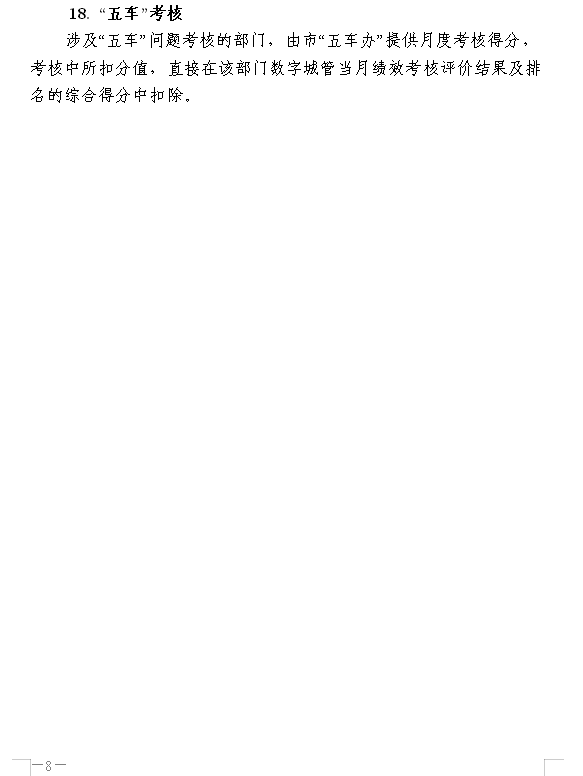 18. “五车”考核
涉及“五车”问题考核的部门，由市“五车办”提供月度考核得分，
考核中所扣分值，直接在该部门数字城管当月绩效考核评价结果及排
名的综合得分中扣除。
—8—